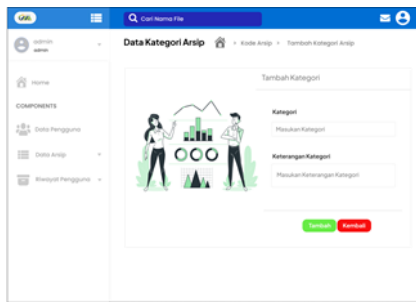 Cari Nama File
admin
admin
Data Kategori Arsip
Kode Arsip
Tambah Kategori Arsip
Home
COMPONENTS
Data Pengguna
Data Arsip
Riwayat Pengguna
Tambah Kategori
Kategori
Masukan Kategori
Keterangan Kategori
Masukan Keterangan Kategori
Tambah
Kembali